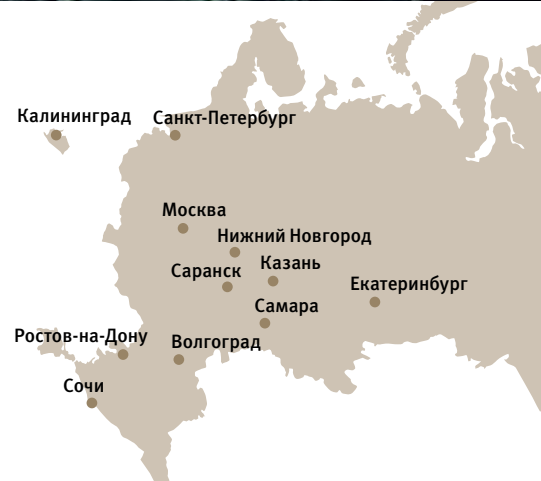 Калининград
Санкт-Петербург
Москва
Нижний Новгород
Саранск
Казань
Екатеринбург
Самара
Ростов-на-Дону
Волгоград
Сочи